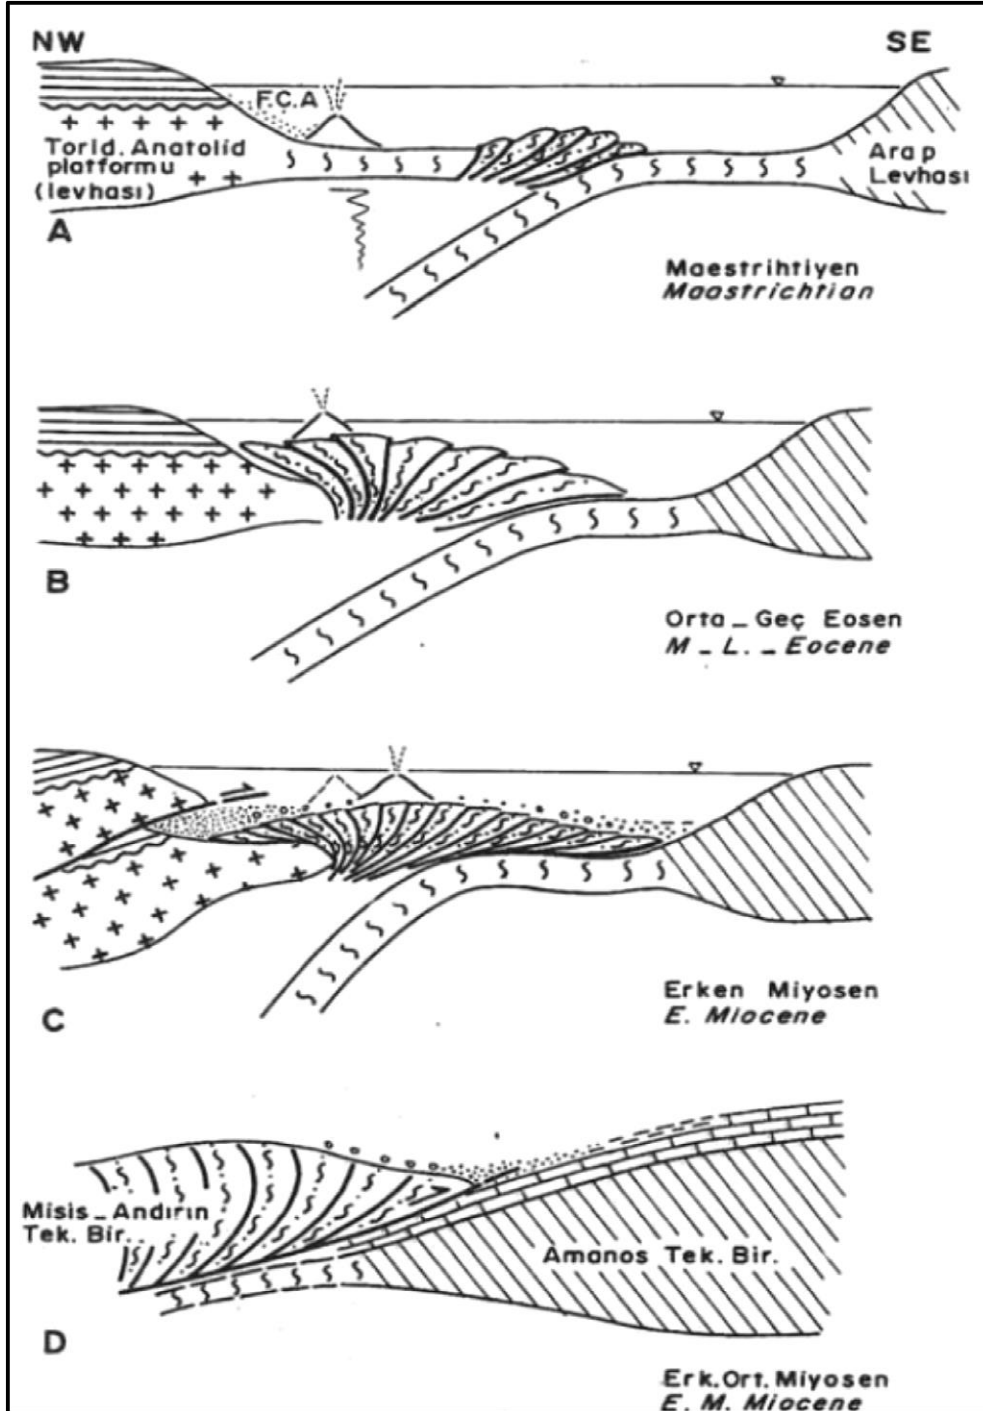 NW
SE
F.C.A
Torid. Anatolid
platformu
(levhası)
Arap
Levhası
A
Maestrihtiyen
Maastrichtian
B
Orta _ Geç Eosen
M _ L. _ Eocene
C
Erken Miyosen
E. Miocene
Misis _ Andırın
Tek. Bir.
Amanos Tek. Bir.
D
Erk. Ort. Miyosen
E. M. Miocene